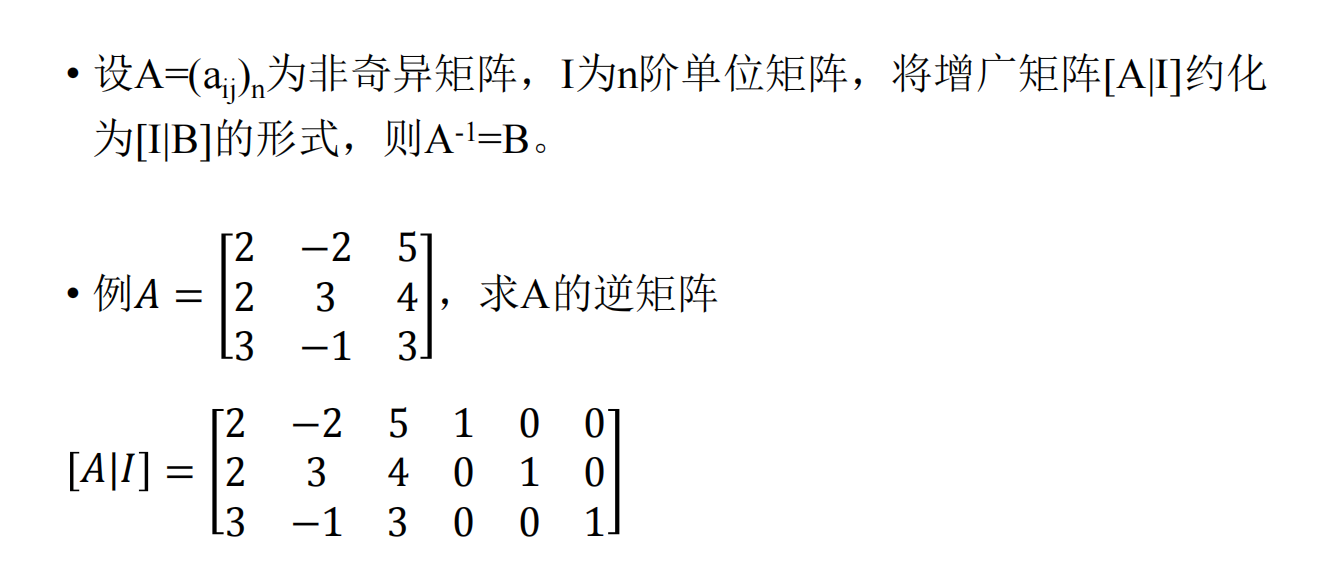 • 设A=(aᵢⱼ)ₙ为非奇异矩阵，I为n阶单位矩阵，将增广矩阵[A|I]约化
为[I|B]的形式，则A⁻¹=B。
• 例A = [2 −2 5
2 3 4
3 −1 3]，求A的逆矩阵
[A|I] = [2 −2 5 1 0 0
2 3 4 0 1 0
3 −1 3 0 0 1]